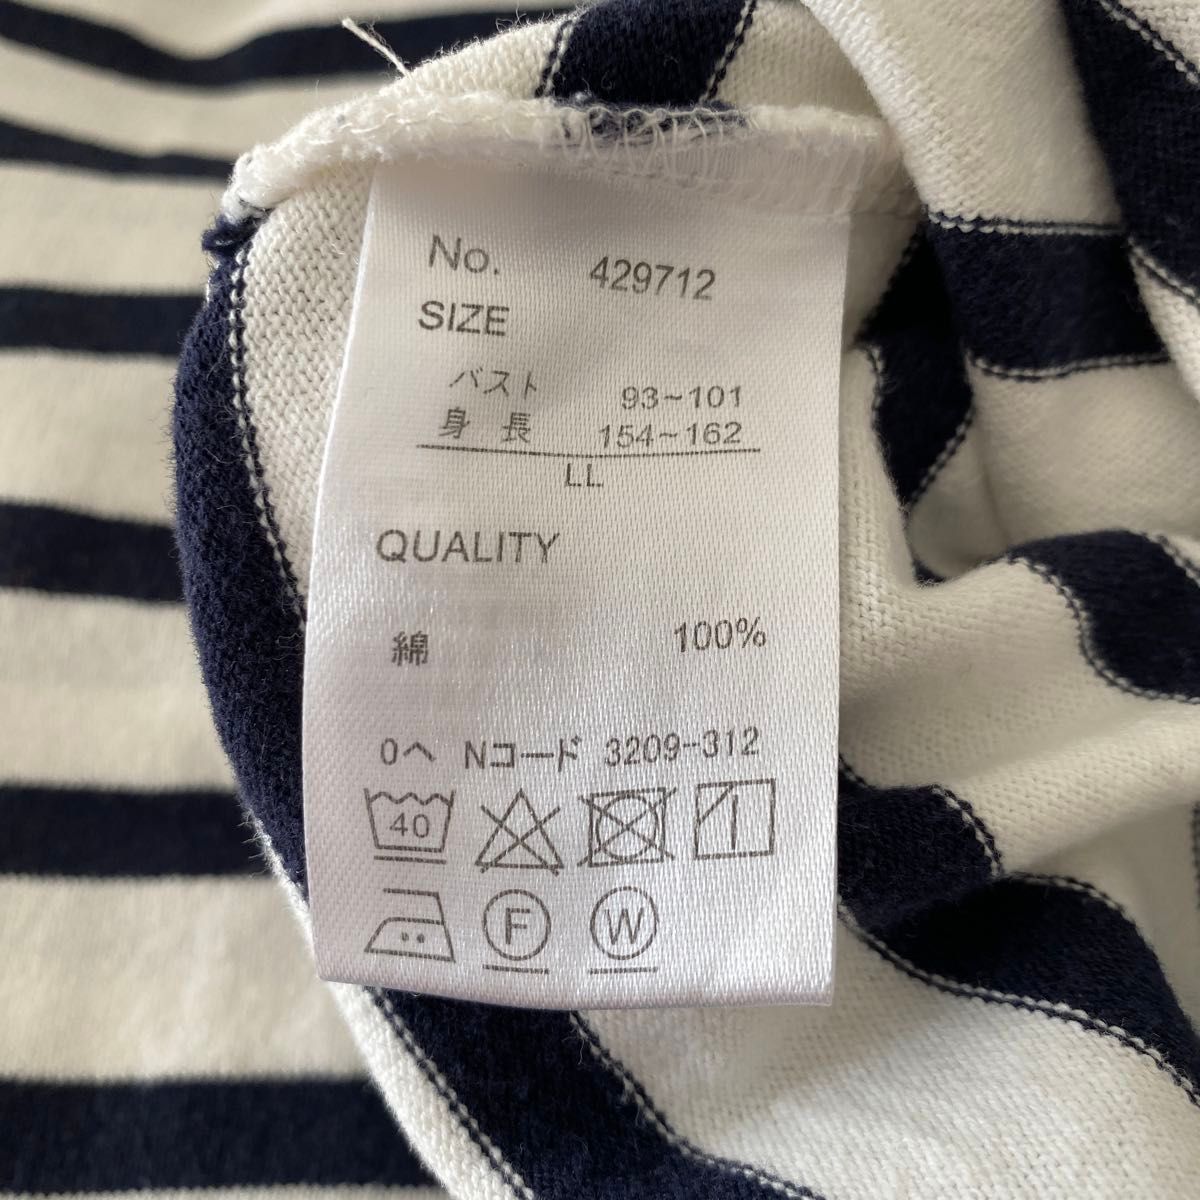 No. 429712
SIZE
バスト 93~101
身長 154~162
LL
QUALITY
綿 100%
0ヘ Nコード 3209-312
40
F W